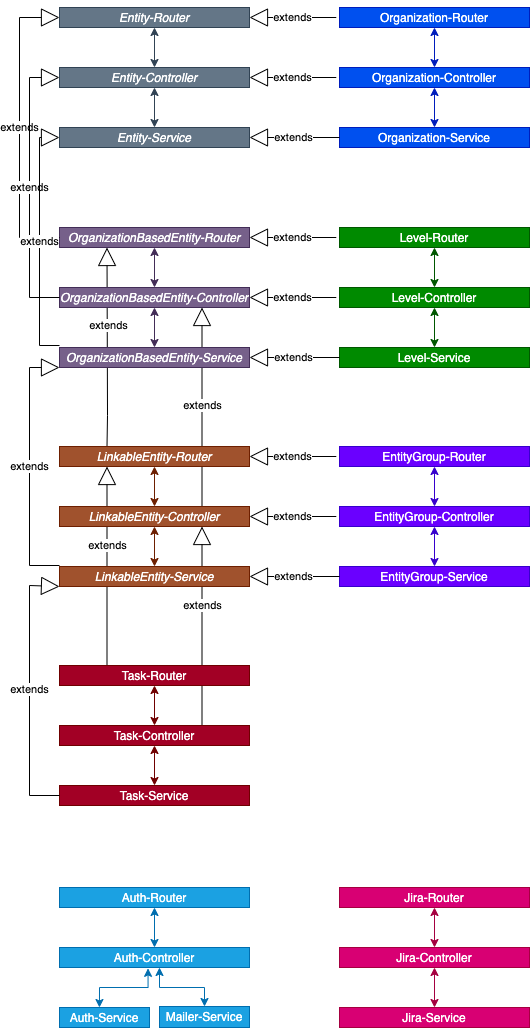 Entity-Router
extends
Organization-Router
Entity-Controller
extends
Organization-Controller
extends
Entity-Service
extends
Organization-Service
extends
extends
OrganizationBasedEntity-Router
extends
Level-Router
OrganizationBasedEntity-Controller
extends
Level-Controller
extends
OrganizationBasedEntity-Service
extends
Level-Service
extends
LinkableEntity-Router
extends
EntityGroup-Router
extends
LinkableEntity-Controller
extends
EntityGroup-Controller
extends
LinkableEntity-Service
extends
EntityGroup-Service
extends
Task-Router
extends
Task-Controller
Task-Service
Auth-Router
Jira-Router
Auth-Controller
Jira-Controller
Auth-Service
Mailer-Service
Jira-Service